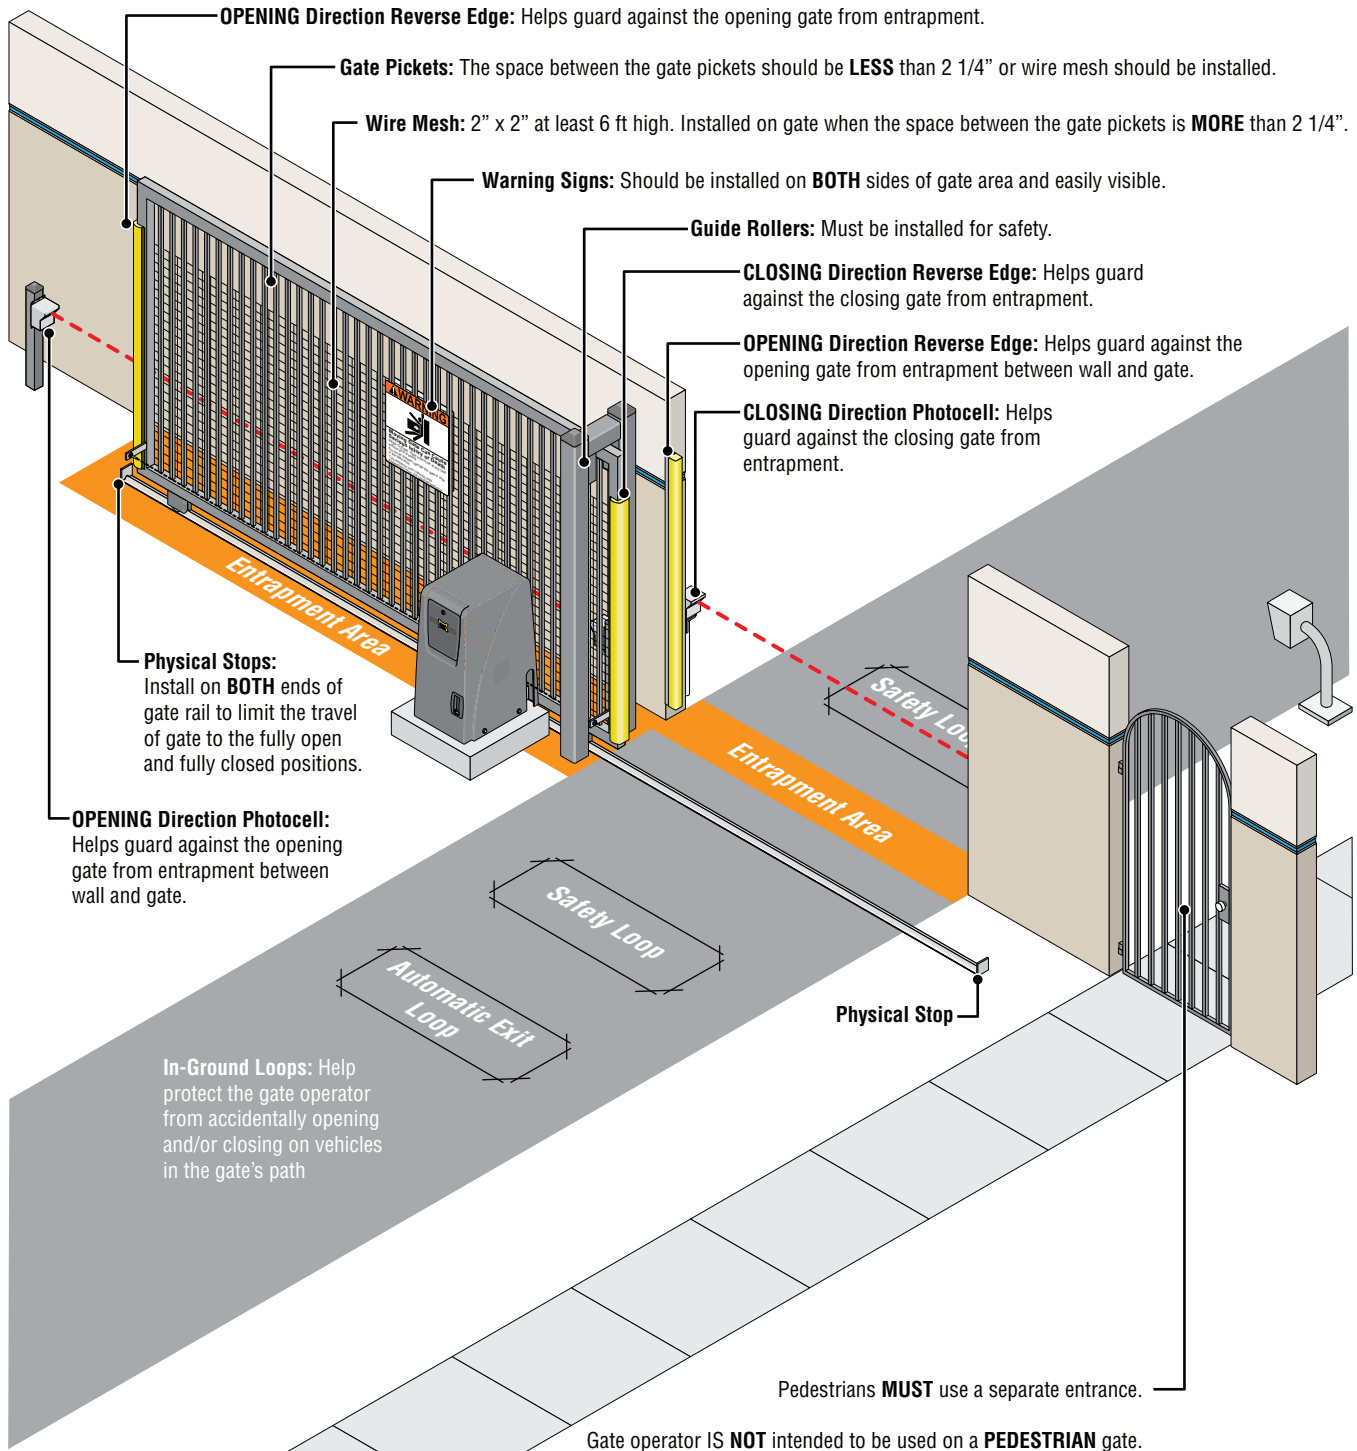 OPENING Direction Reverse Edge: Helps guard against the opening gate from entrapment.
Gate Pickets: The space between the gate pickets should be LESS than 2 1/4” or wire mesh should be installed.
Wire Mesh: 2” x 2” at least 6 ft high. Installed on gate when the space between the gate pickets is MORE than 2 1/4”.
Warning Signs: Should be installed on BOTH sides of gate area and easily visible.
Guide Rollers: Must be installed for safety.
CLOSING Direction Reverse Edge: Helps guard
against the closing gate from entrapment.
OPENING Direction Reverse Edge: Helps guard against the
opening gate from entrapment between wall and gate.
CLOSING Direction Photocell: Helps
guard against the closing gate from
entrapment.
WARNING
Moving Gate Can Cause
Serious Injury or Death
Entrapment Area
Physical Stops:
Install on BOTH ends of
gate rail to limit the travel
of gate to the fully open
and fully closed positions.
OPENING Direction Photocell:
Helps guard against the opening
gate from entrapment between
wall and gate.
Safety Loop
Entrapment Area
Safety Loop
Automatic Exit
Loop
Physical Stop
In-Ground Loops: Help
protect the gate operator
from accidentally opening
and/or closing on vehicles
in the gate’s path
Pedestrians MUST use a separate entrance.
Gate operator IS NOT intended to be used on a PEDESTRIAN gate.